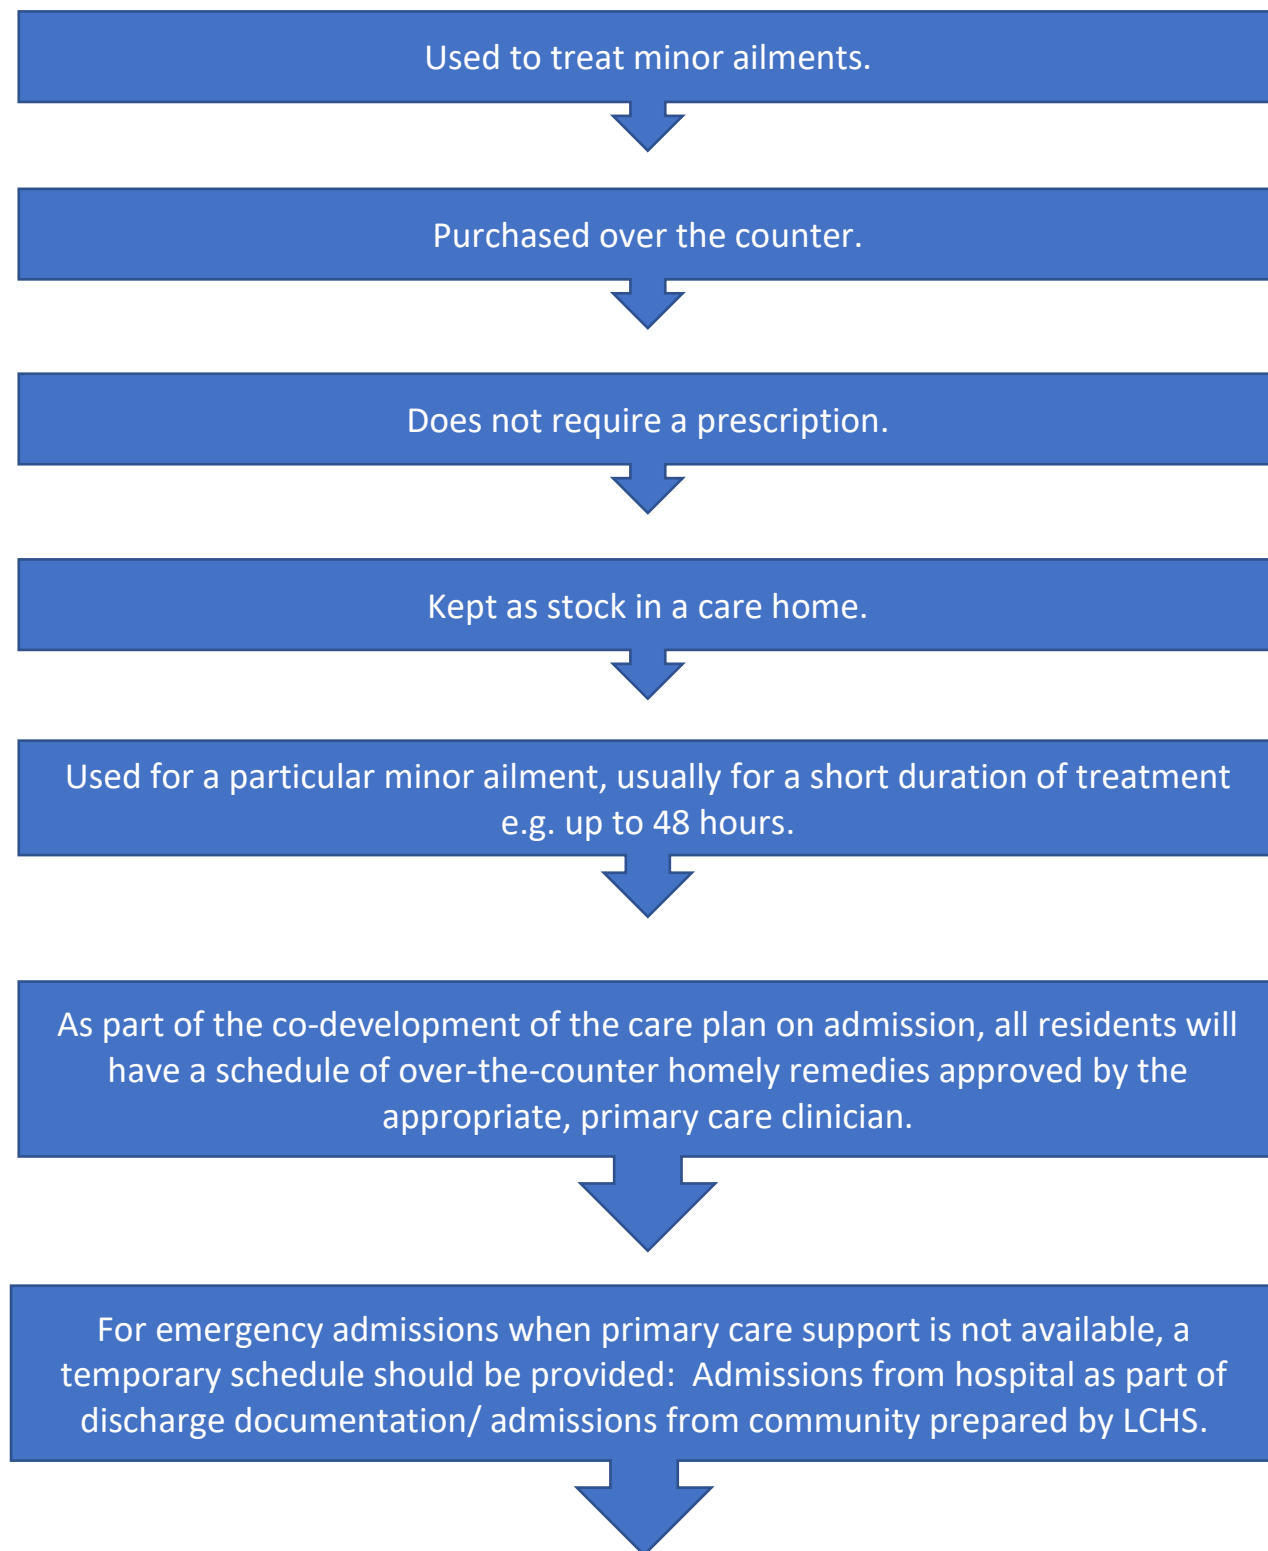 Used to treat minor ailments.
Purchased over the counter.
Does not require a prescription.
Kept as stock in a care home.
Used for a particular minor ailment, usually for a short duration of treatment
e.g. up to 48 hours.
As part of the co-development of the care plan on admission, all residents will
have a schedule of over-the-counter homely remedies approved by the
appropriate, primary care clinician.
For emergency admissions when primary care support is not available, a
temporary schedule should be provided:  Admissions from hospital as part of
discharge documentation/ admissions from community prepared by LCHS.